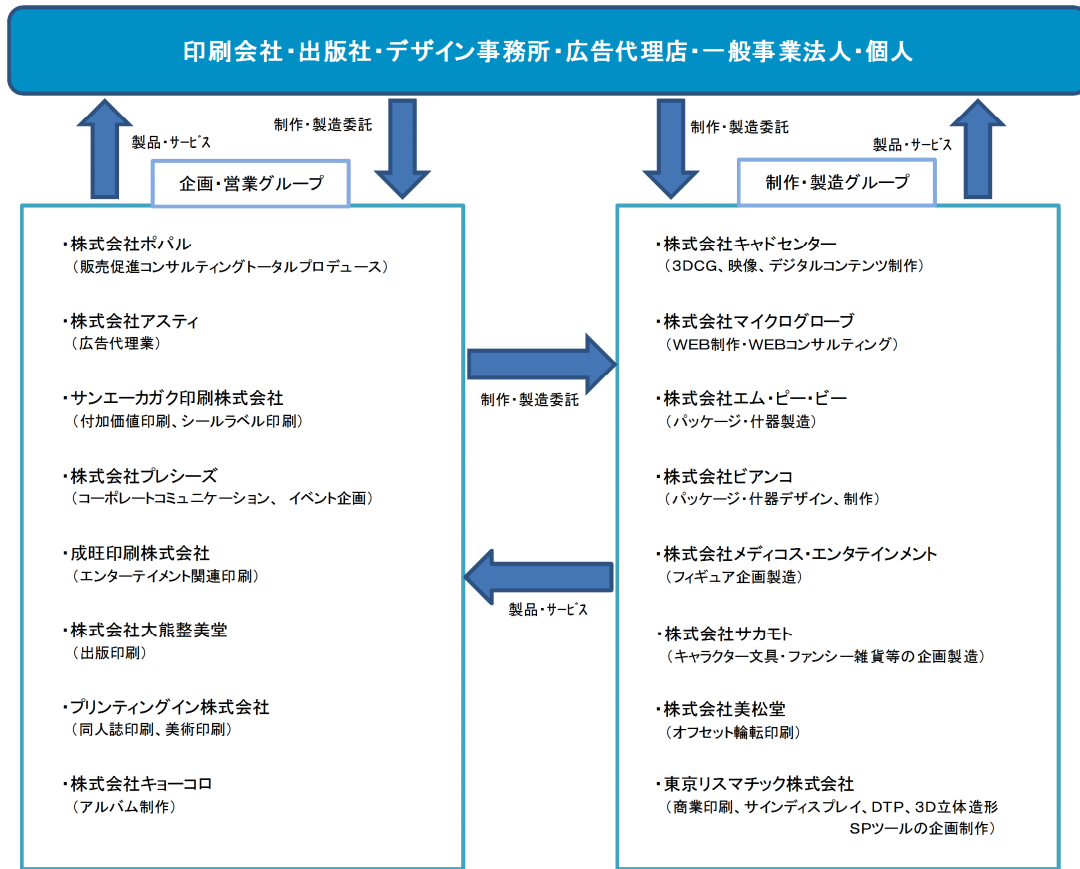 印刷会社・出版社・デザイン事務所・広告代理店・一般事業法人・個人
製品・サービス
制作・製造委託
制作・製造委託
製品・サービス
企画・営業グループ
・株式会社ポパル
（販売促進コンサルティングトータルプロデュース）
・株式会社アスティ
（広告代理業）
・サンエーカガク印刷株式会社
（付加価値印刷、シールラベル印刷）
・株式会社プレシーズ
（コーポレートコミュニケーション、 イベント企画）
・成旺印刷株式会社
（エンターテイメント関連印刷）
・株式会社大熊整美堂
（出版印刷）
・プリンティングイン株式会社
（同人誌印刷、美術印刷）
・株式会社キョーコロ
（アルバム制作）
制作・製造委託
製品・サービス
制作・製造グループ
・株式会社キャドセンター
（3DCG、映像、デジタルコンテンツ制作）
・株式会社マイクログローブ
（WEB制作・WEBコンサルティング）
・株式会社エム・ピー・ビー
（パッケージ・什器製造）
・株式会社ビアンコ
（パッケージ・什器デザイン、制作）
・株式会社メディコス・エンタテインメント
（フィギュア企画製造）
・株式会社サカモト
（キャラクター文具・ファンシー雑貨等の企画製造）
・株式会社美松堂
（オフセット輪転印刷）
・東京リスマチック株式会社
（商業印刷、サインディスプレイ、DTP、3D立体造形
SPツールの企画制作）